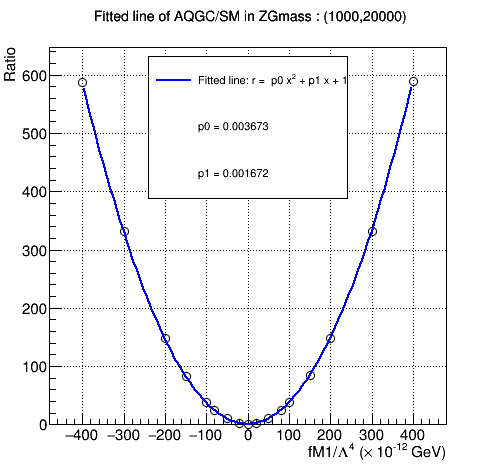 Fitted line of AQGC/SM in ZGmass : (1000,20000)
Ratio
600
500
400
300
200
100
0
Fitted line: r = p0 x² + p1 x + 1
p0 = 0.003673
p1 = 0.001672
−400 −300 −200 −100 0 100 200 300 400
fM1/Λ⁴ (× 10⁻¹² GeV)